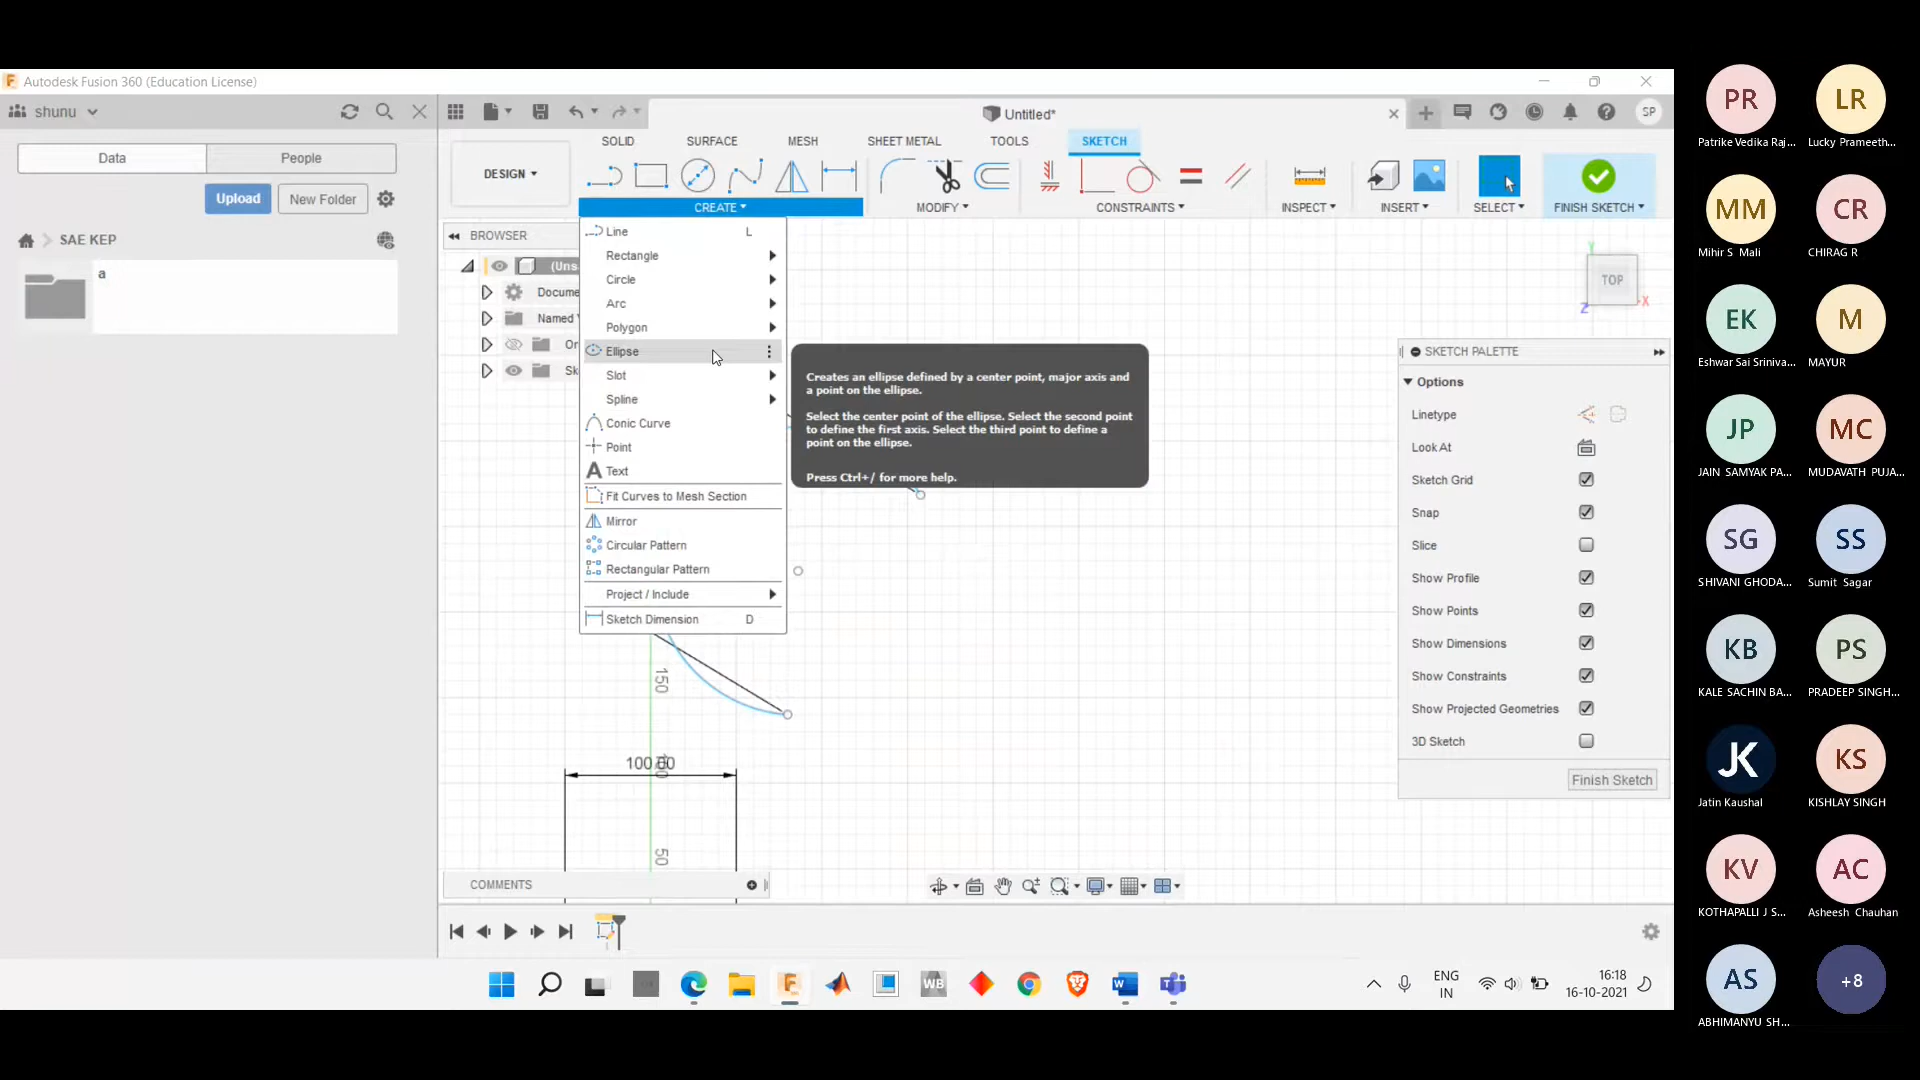 Autodesk Fusion 360 (Education License)
shunu
Untitled*
SP
Data
People
Upload
New Folder
SAE KEP
a
SOLID
SURFACE
MESH
SHEET METAL
TOOLS
SKETCH
DESIGN
CREATE
MODIFY
CONSTRAINTS
INSPECT
INSERT
SELECT
FINISH SKETCH
BROWSER
(Uns
Docume
Named
Or
Sk
Line L
Rectangle
Circle
Arc
Polygon
Ellipse
Slot
Spline
Conic Curve
Point
Text
Fit Curves to Mesh Section
Mirror
Circular Pattern
Rectangular Pattern
Project / Include
Sketch Dimension D
Creates an ellipse defined by a center point, major axis and
a point on the ellipse.
Select the center point of the ellipse. Select the second point
to define the first axis. Select the third point to define a
point on the ellipse.
Press Ctrl+/ for more help.
TOP
Y
X
Z
SKETCH PALETTE
Options
Linetype
Look At
Sketch Grid
Snap
Slice
Show Profile
Show Points
Show Dimensions
Show Constraints
Show Projected Geometries
3D Sketch
Finish Sketch
150
50
COMMENTS
WB
ENG
IN
16:18
16-10-2021
PR
Patrike Vedika Raj...
LR
Lucky Prameeth...
MM
Mihir S Mali
CR
CHIRAG R
EK
Eshwar Sai Sriniva...
M
MAYUR
JP
JAIN SAMYAK PA...
MC
MUDAVATH PUJA...
SG
SHIVANI GHODA...
SS
Sumit Sagar
KB
KALE SACHIN BA...
PS
PRADEEP SINGH...
JK
Jatin Kaushal
KS
KISHLAY SINGH
KV
KOTHAPALLI J S...
AC
Asheesh Chauhan
AS
ABHIMANYU SH...
+8